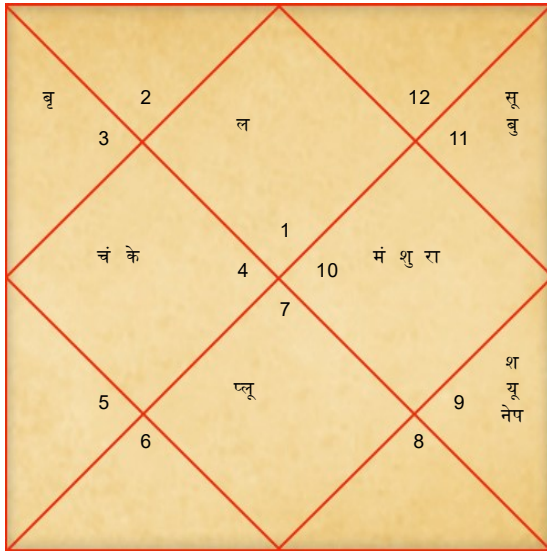 बृ 2 12 सू
ल बु
3 11
1
चं के 4 10 मं शु रा
7
श
प्लू यू
5 9 नेप
6 8